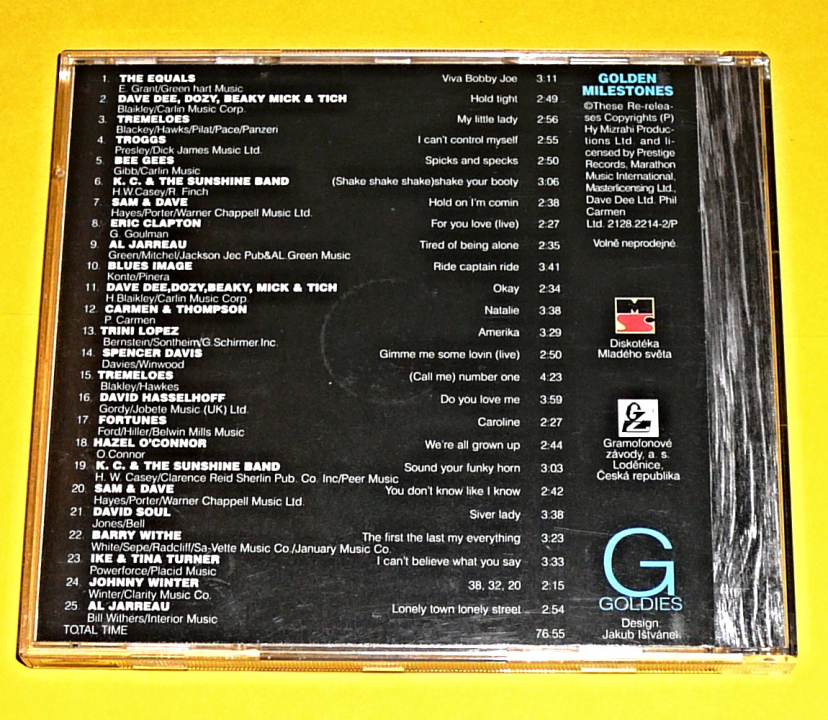 1. THE EQUALS Viva Bobby Joe 3:11
E. Grant/Green hart Music
2. DAVE DEE, DOZY, BEAKY MICK & TICH Hold tight 2:49
Blaikley/Carlin Music Corp.
3. TREMELOES My little lady 2:56
Blackey/Hawks/Pilat/Pace/Panzeri
4. TROGGS I can't control myself 2:55
Presley/Dick James Music Ltd.
5. BEE GEES Spicks and specks 2:50
Gibb/Carlin Music
6. K. C. & THE SUNSHINE BAND (Shake shake shake)shake your booty 3:06
H.W.Casey/R. Finch
7. SAM & DAVE Hold on I'm comin 2:38
Hayes/Porter/Warner Chappell Music Ltd.
8. ERIC CLAPTON For you love (live) 2:27
G. Goulman
9. AL JARREAU Tired of being alone 2:35
Green/Mitchel/Jackson Jec Pub&AL.Green Music
10. BLUES IMAGE Ride captain ride 3:41
Konte/Pinera
11. DAVE DEE,DOZY,BEAKY, MICK & TICH Okay 2:34
H.Blaikley/Carlin Music Corp.
12. CARMEN & THOMPSON Natalie 3:38
P. Carmen
13. TRINI LOPEZ Amerika 3:29
Bernstein/Sontheim/G.Schirmer.Inc.
14. SPENCER DAVIS Gimme me some lovin (live) 2:50
Davies/Winwood
15. TREMELOES (Call me) number one 4:23
Blakley/Hawkes
16. DAVID HASSELHOFF Do you love me 3:59
Gordy/Jobete Music (UK) Ltd.
17. FORTUNES Caroline 2:27
Ford/Hiller/Belwin Mills Music
18. HAZEL O'CONNOR We're all grown up 2:44
O.Connor
19. K. C. & THE SUNSHINE BAND Sound your funky horn 3:03
H. W. Casey/Clarence Reid Sherlin Pub. Co. Inc/Peer Music
20. SAM & DAVE You don't know like I know 2:42
Hayes/Porter/Warner Chappell Music Ltd.
21 DAVID SOUL Siver lady 3:38
Jones/Bell
22. BARRY WITHE The first the last my everything 3:23
White/Sepe/Radcliff/Sa-Vette Music Co./January Music Co.
23. IKE & TINA TURNER I can't believe what you say 3:33
Powerforce/Placid Music
24. JOHNNY WINTER 38, 32, 20 2:15
Winter/Clarity Music Co.
25. AL JARREAU Lonely town lonely street 2:54
Bill Withers/Interior Music
TOTAL TIME 76:55
GOLDEN
MILESTONES
©These Re-relea-
ses Copyrights (P)
Hy Mizrahi Produc-
tions Ltd. and li-
censed by Prestige
Records, Marathon
Music International,
Masterlicensing Ltd.,
Dave Dee Ltd. Phil
Carmen
Ltd. 2128.2214-2/P
Volně neprodejné.
Diskotéka
Mladého světa
GZ
Gramofonové
závody, a. s.
Loděnice,
Česká republika
G
GOLDIES
Design:
Jakub Ištvánek